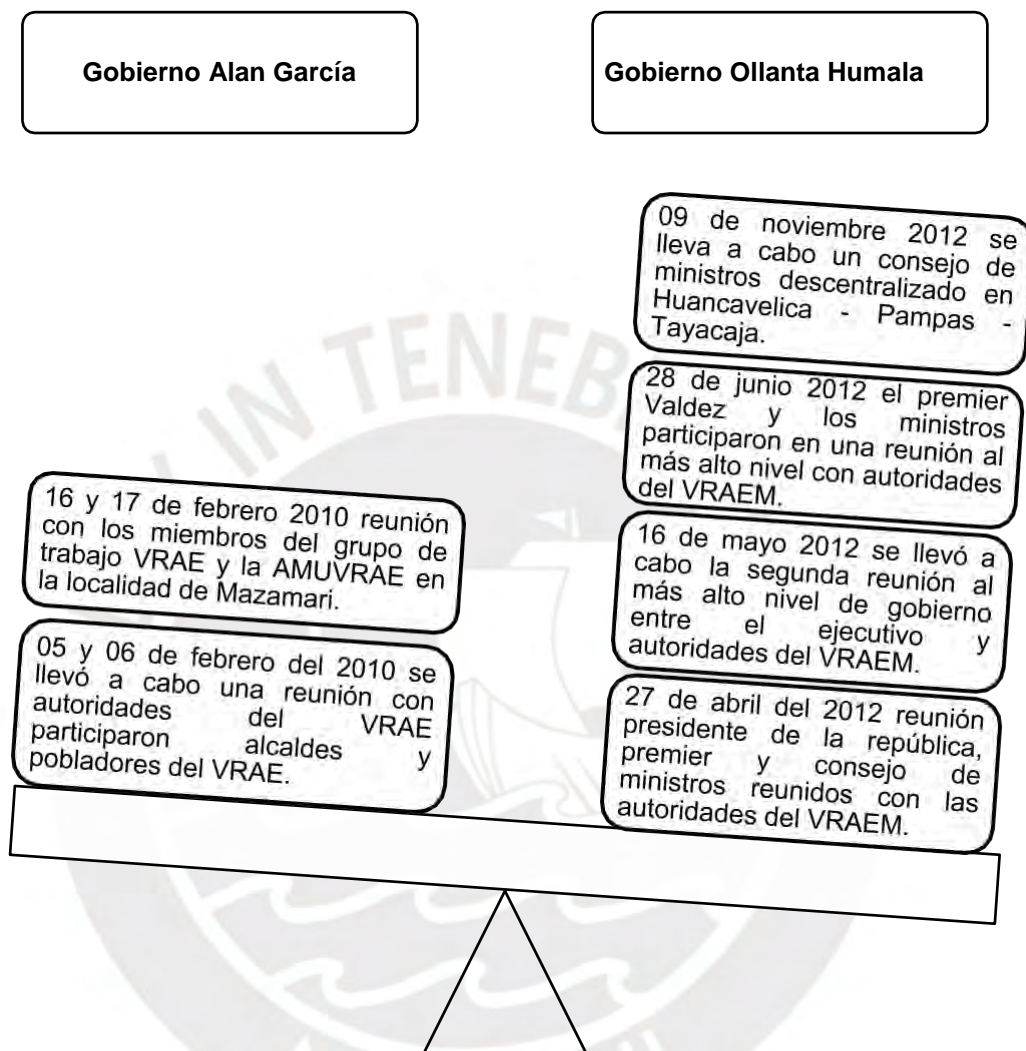 Gobierno Alan García
Gobierno Ollanta Humala
09 de noviembre 2012 se
lleva a cabo un consejo de
ministros descentralizado en
Huancavelica - Pampas -
Tayacaja.
28 de junio 2012 el premier
Valdez y los ministros
participaron en una reunión al
más alto nivel con autoridades
del VRAEM.
16 y 17 de febrero 2010 reunión
con los miembros del grupo de
trabajo VRAE y la AMUVRAE en
la localidad de Mazamari.
16 de mayo 2012 se llevó a
cabo la segunda reunión al
más alto nivel de gobierno
entre el ejecutivo y
autoridades del VRAEM.
05 y 06 de febrero del 2010 se
llevó a cabo una reunión con
autoridades del VRAE
participaron alcaldes y
pobladores del VRAE.
27 de abril del 2012 reunión
presidente de la república,
premier y consejo de
ministros reunidos con las
autoridades del VRAEM.
IN TENEB